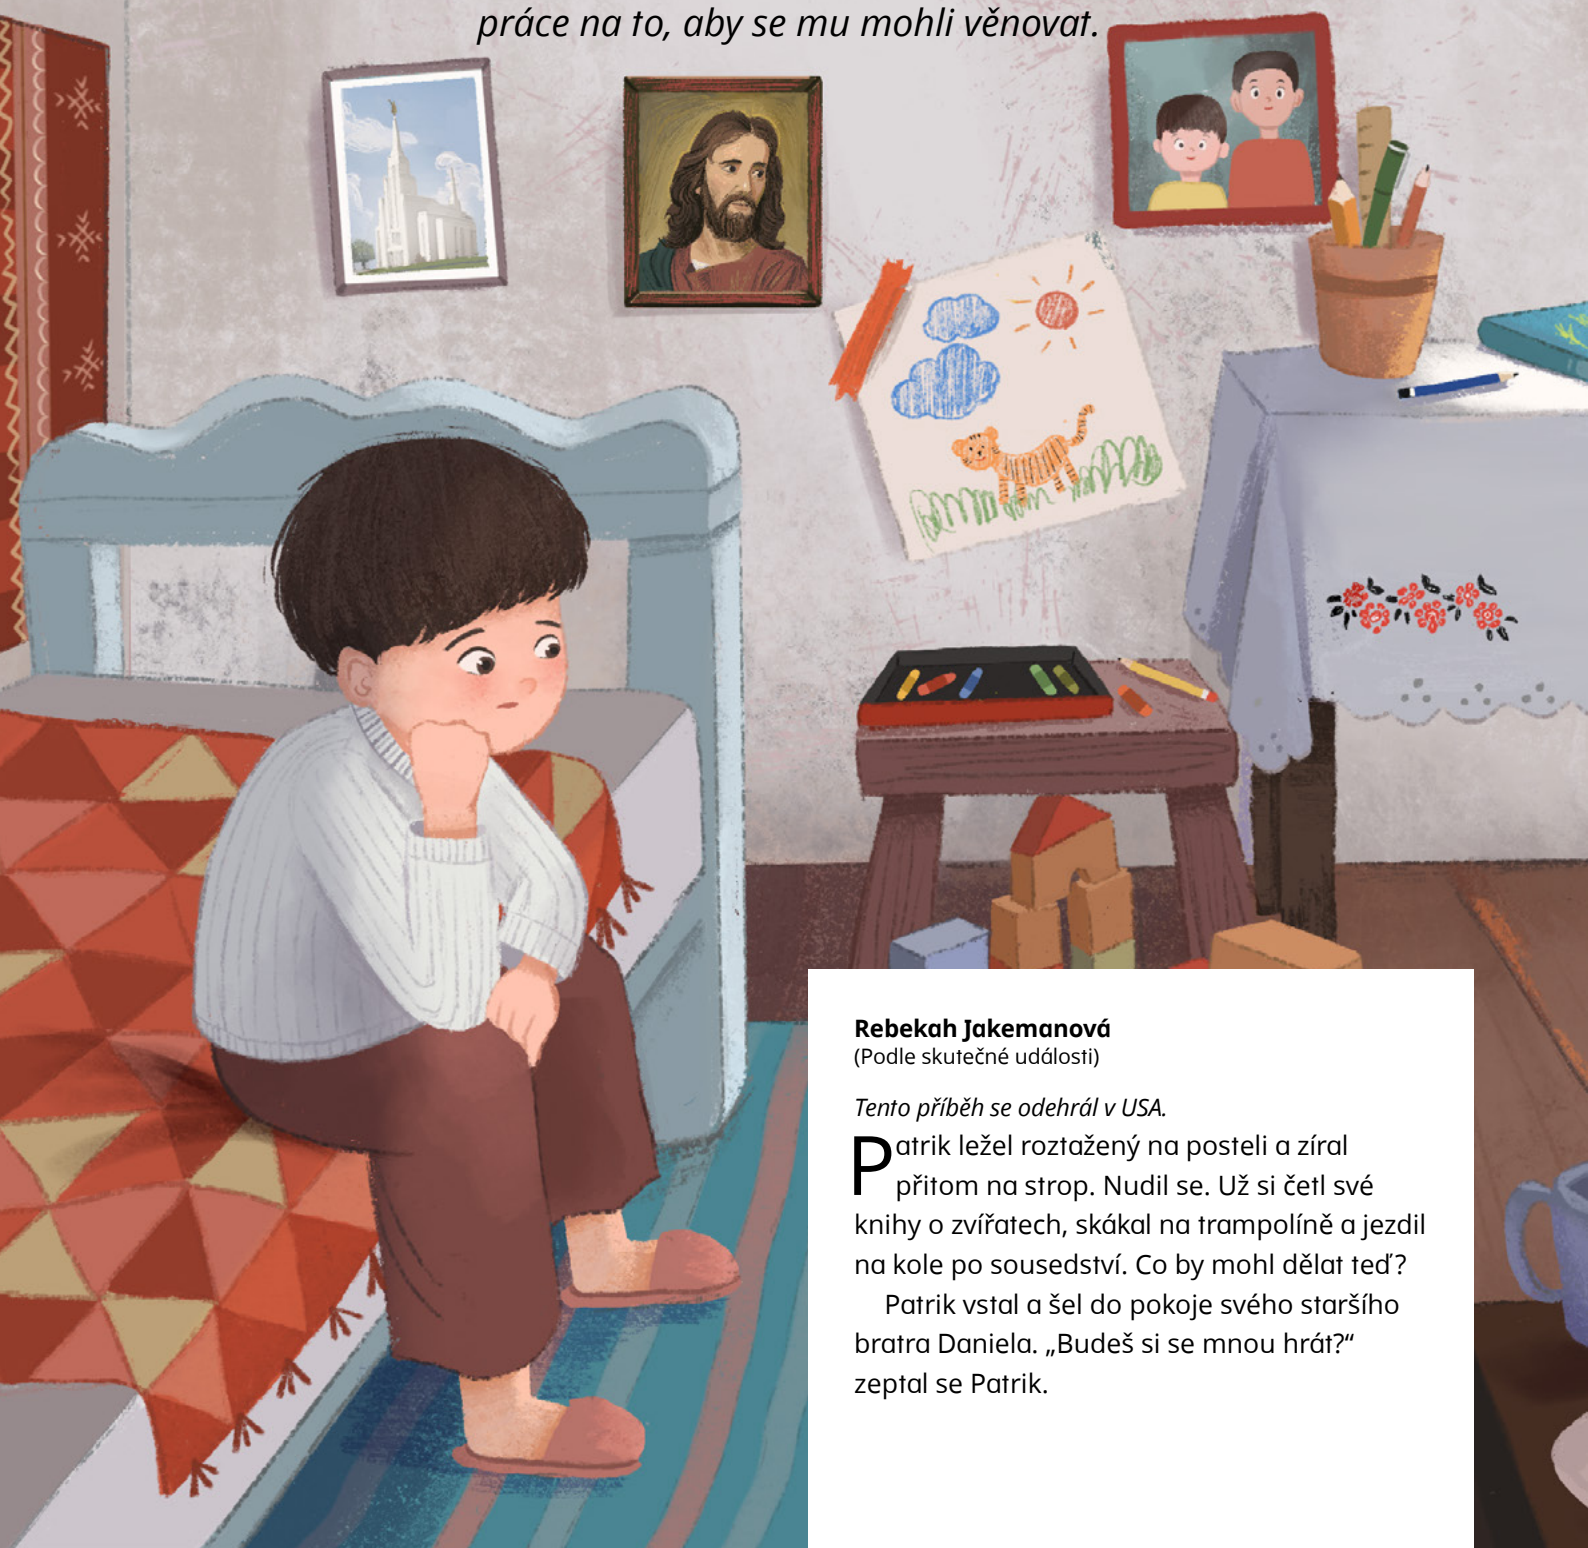 práce na to, aby se mu mohli věnovat.
Rebekah Jakemanová
(Podle skutečné události)
Tento příběh se odehrál v USA.
Patrik ležel roztažený na posteli a zíral
přitom na strop. Nudil se. Už si četl své
knihy o zvířatech, skákal na trampolíně a jezdil
na kole po sousedství. Co by mohl dělat teď?
Patrik vstal a šel do pokoje svého staršího
bratra Daniela. „Budeš si se mnou hrát?“
zeptal se Patrik.